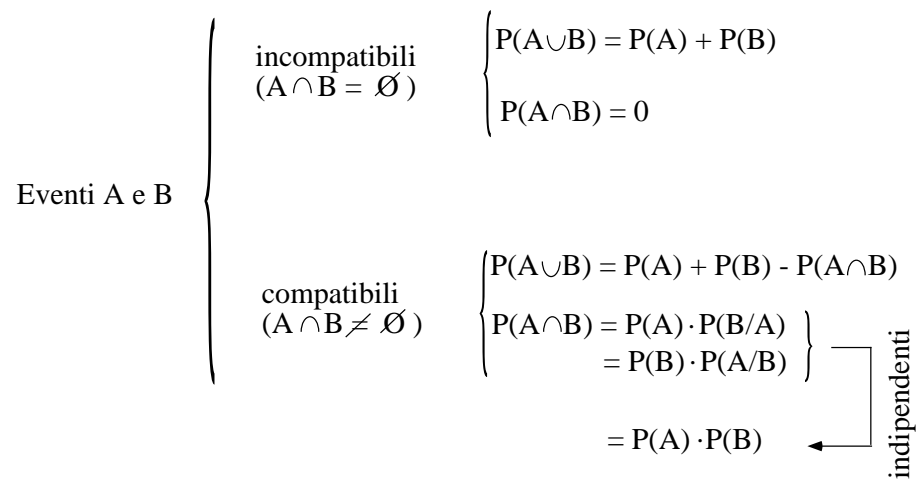 incompatibili
(A ∩ B = Ø)
P(A∪B) = P(A) + P(B)
P(A∩B) = 0
Eventi A e B
compatibili
(A ∩ B ≠ Ø)
P(A∪B) = P(A) + P(B) - P(A∩B)
P(A∩B) = P(A)·P(B/A)
= P(B)·P(A/B)
= P(A)·P(B)
indipendenti